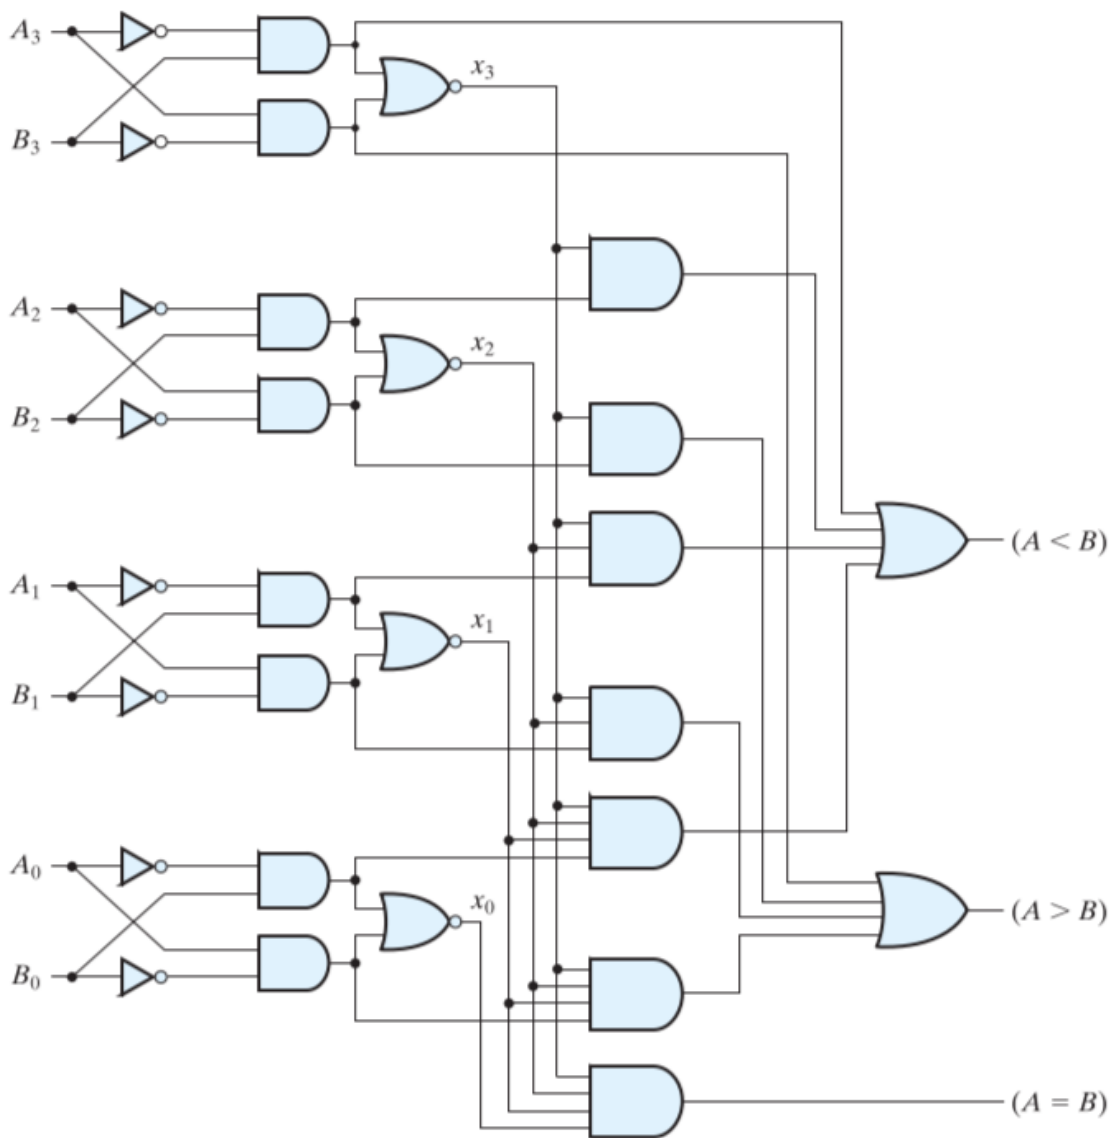 A₃
x₃
B₃
A₂
x₂
B₂
(A < B)
A₁
x₁
B₁
A₀
x₀
(A > B)
B₀
(A = B)